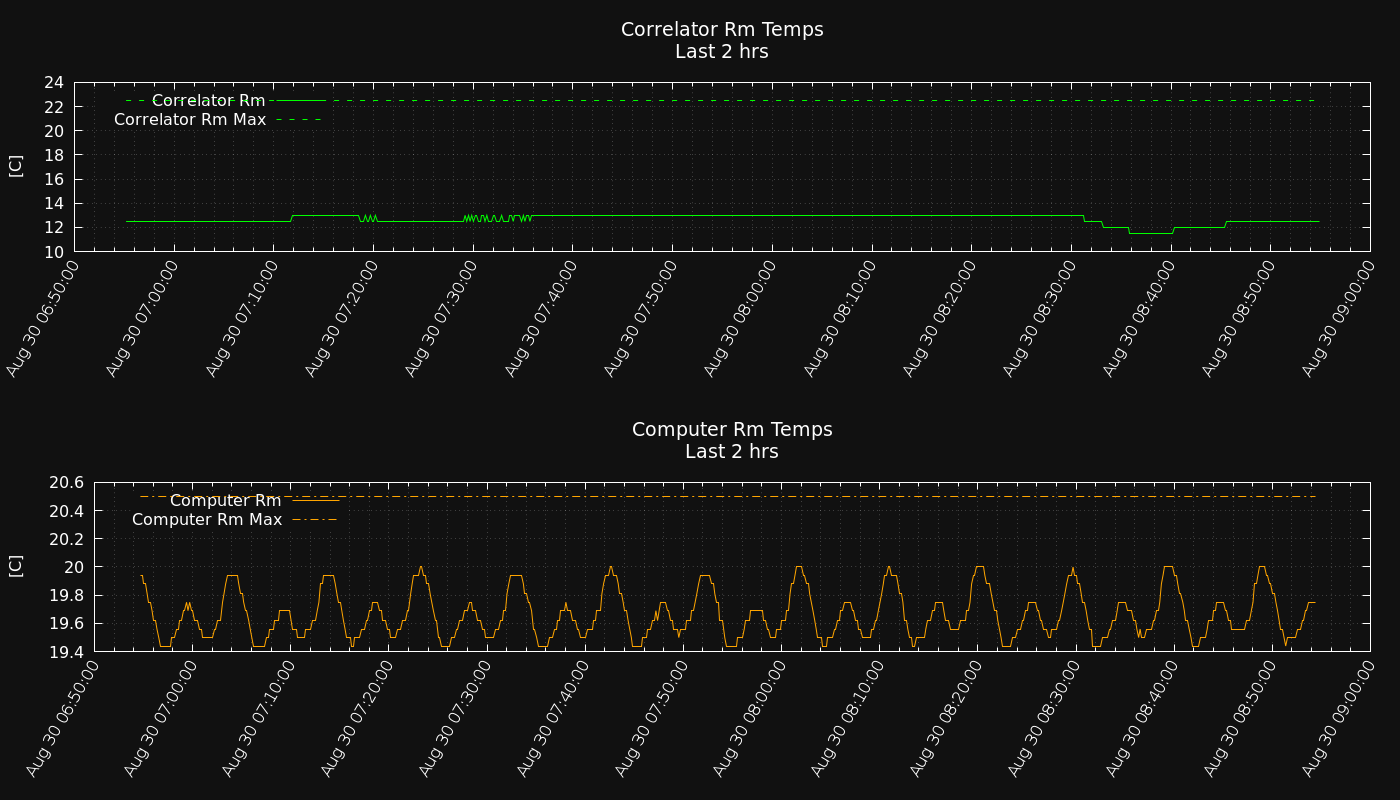 Correlator Rm Temps
Last 2 hrs
24
22
20
18
16
14
12
10
[C]
Correlator Rm
Correlator Rm Max
Aug 30 06:50:00
Aug 30 07:00:00
Aug 30 07:10:00
Aug 30 07:20:00
Aug 30 07:30:00
Aug 30 07:40:00
Aug 30 07:50:00
Aug 30 08:00:00
Aug 30 08:10:00
Aug 30 08:20:00
Aug 30 08:30:00
Aug 30 08:40:00
Aug 30 08:50:00
Aug 30 09:00:00
Computer Rm Temps
Last 2 hrs
20.6
20.4
20.2
20
19.8
19.6
19.4
[C]
Computer Rm
Computer Rm Max
Aug 30 06:50:00
Aug 30 07:00:00
Aug 30 07:10:00
Aug 30 07:20:00
Aug 30 07:30:00
Aug 30 07:40:00
Aug 30 07:50:00
Aug 30 08:00:00
Aug 30 08:10:00
Aug 30 08:20:00
Aug 30 08:30:00
Aug 30 08:40:00
Aug 30 08:50:00
Aug 30 09:00:00